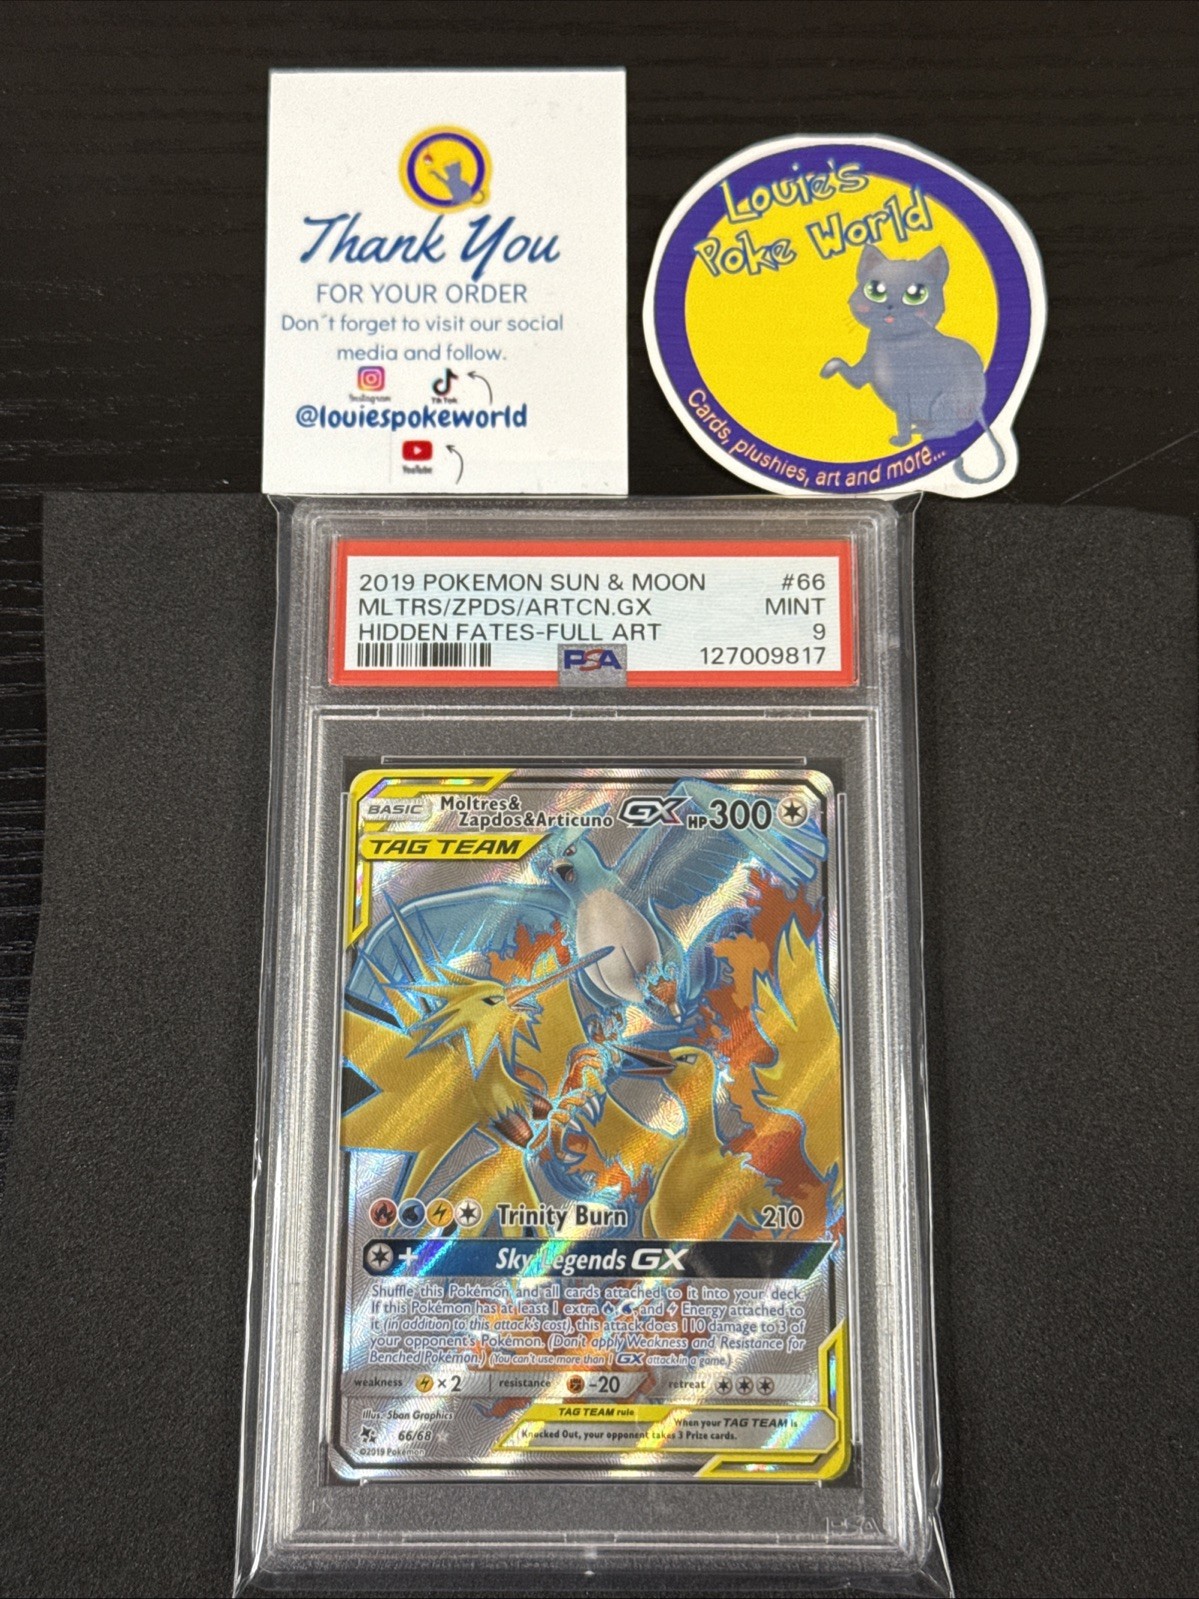 Thank You
FOR YOUR ORDER
Don´t forget to visit our social
media and follow.
Instagram
TikTok
@louiespokeworld
YouTube
Louie's
Poke World
Cards, plushies, art and more...
2019 POKEMON SUN & MOON #66
MLTRS/ZPDS/ARTCN.GX MINT
HIDDEN FATES-FULL ART 9
PSA 127009817
BASIC Moltres&
Zapdos&Articuno GX HP300
TAG TEAM
Trinity Burn 210
+ Sky Legends GX
Shuffle this Pokémon and all cards attached to it into your deck.
If this Pokémon has at least 1 extra and Energy attached to
it (in addition to this attack's cost), this attack does 110 damage to 3 of
your opponent's Pokémon. (Don't apply Weakness and Resistance for
Benched Pokémon.) (You can't use more than 1 GX attack in a game.)
weakness ×2 resistance -20 retreat
Illus. 5ban Graphics
66/68
©2019 Pokémon
TAG TEAM rule
When your TAG TEAM is
Knocked Out, your opponent takes 3 Prize cards.
PSA